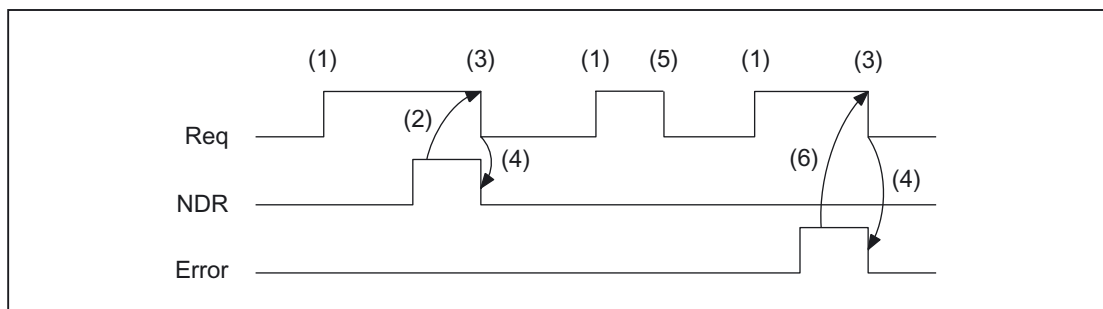 (1) (3) (1) (5) (1) (3)
(2)
Req
(4) (6) (4)
NDR
Error